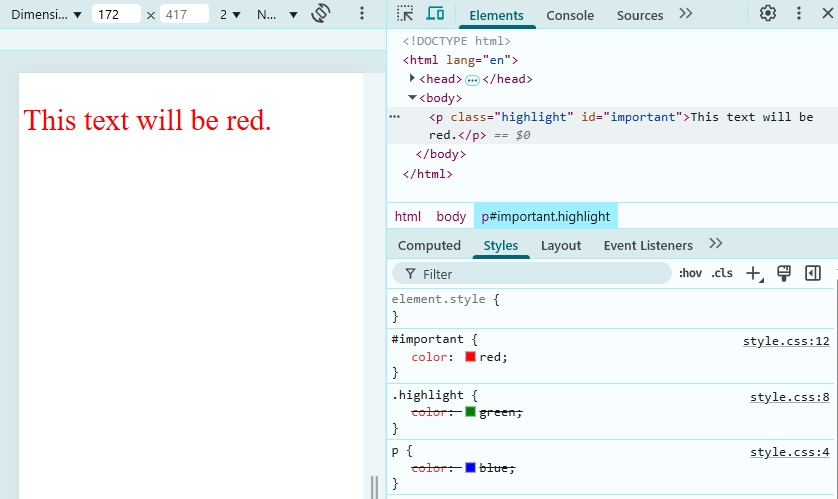 Dimensi... ▼ 172 × 417 2 ▼ N... ▼
Elements Console Sources
This text will be red.
<!DOCTYPE html>
<html lang="en">
<head> ... </head>
<body>
<p class="highlight" id="important">This text will be
red.</p> == $0
</body>
</html>
html body p#important.highlight
Computed Styles Layout Event Listeners
Filter :hov .cls
element.style {
}
#important { style.css:12
color: red;
}
.highlight { style.css:8
color: green;
}
p { style.css:4
color: blue;
}